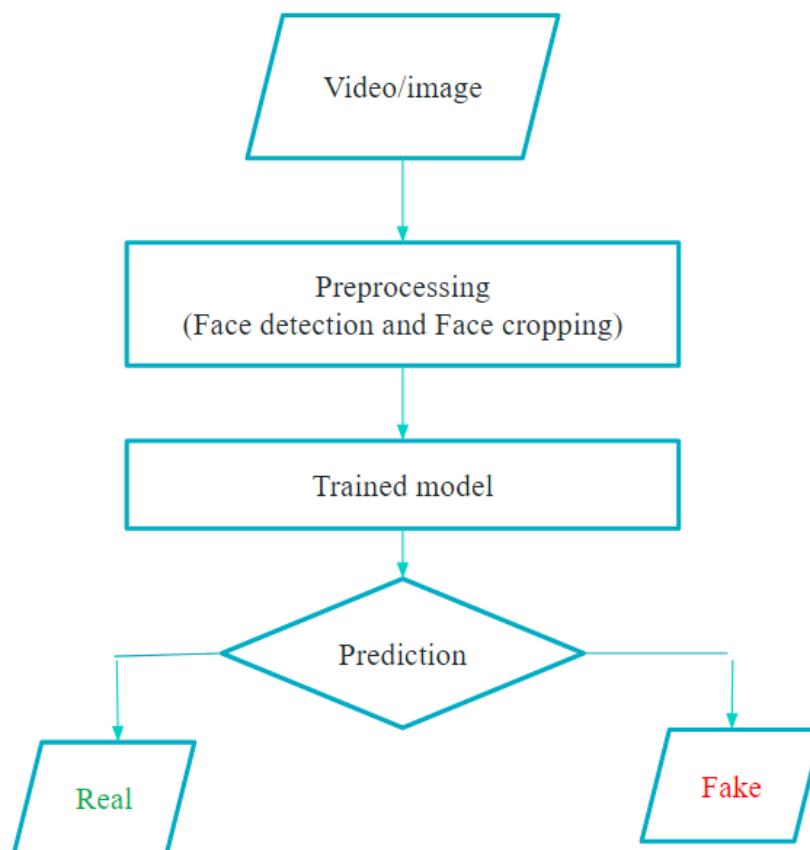 Video/image
Preprocessing
(Face detection and Face cropping)
Trained model
Prediction
Real
Fake